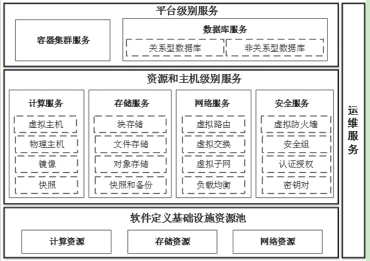 平台级别服务
容器集群服务
数据库服务
关系型数据库 非关系型数据库
资源和主机级别服务
计算服务 存储服务 网络服务 安全服务
虚拟主机 块存储 虚拟路由 虚拟防火墙
物理主机 文件存储 虚拟交换 安全组
镜像 对象存储 虚拟子网 认证授权
快照 快照和备份 负载均衡 密钥对
软件定义基础设施资源池
计算资源 存储资源 网络资源
运维服务